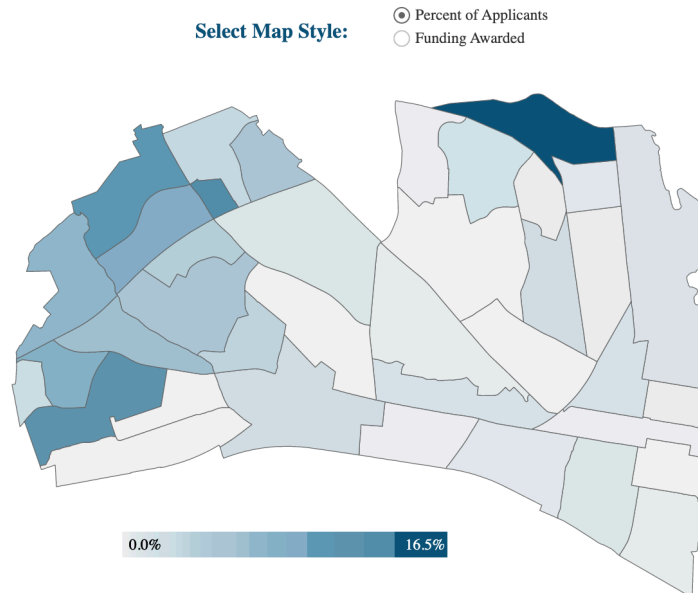 Select Map Style:
Percent of Applicants
Funding Awarded
0.0%
16.5%